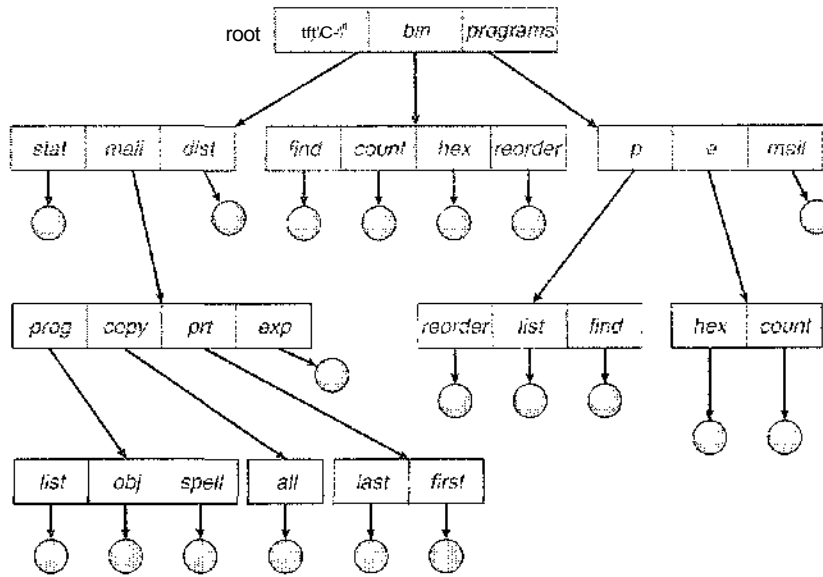 root bin programs
stat mail dist find count hex reorder p e mail
prog copy prt exp reorder list find hex count
list obj spell all last first